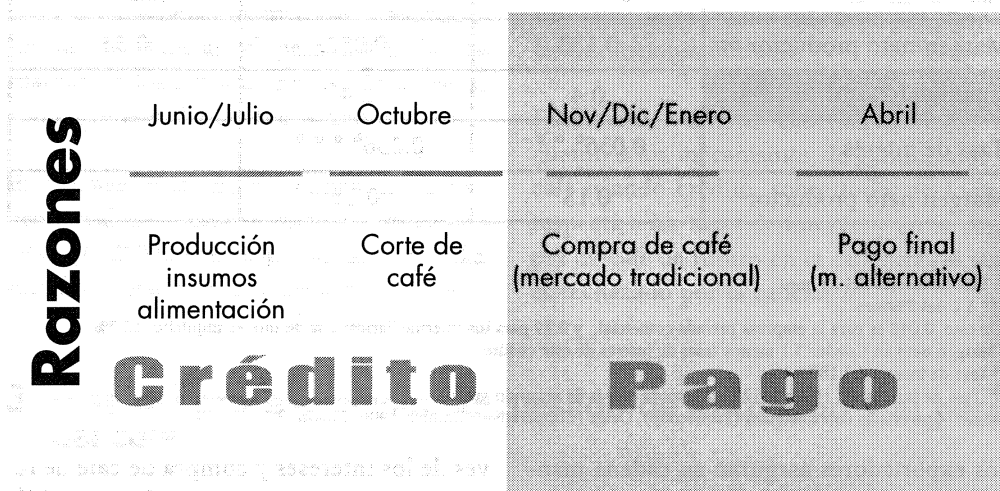 Razones
Junio/Julio
Octubre
Nov/Dic/Enero
Abril
Producción
insumos
alimentación
Corte de
café
Compra de café
(mercado tradicional)
Pago final
(m. alternativo)
Crédito
Pago